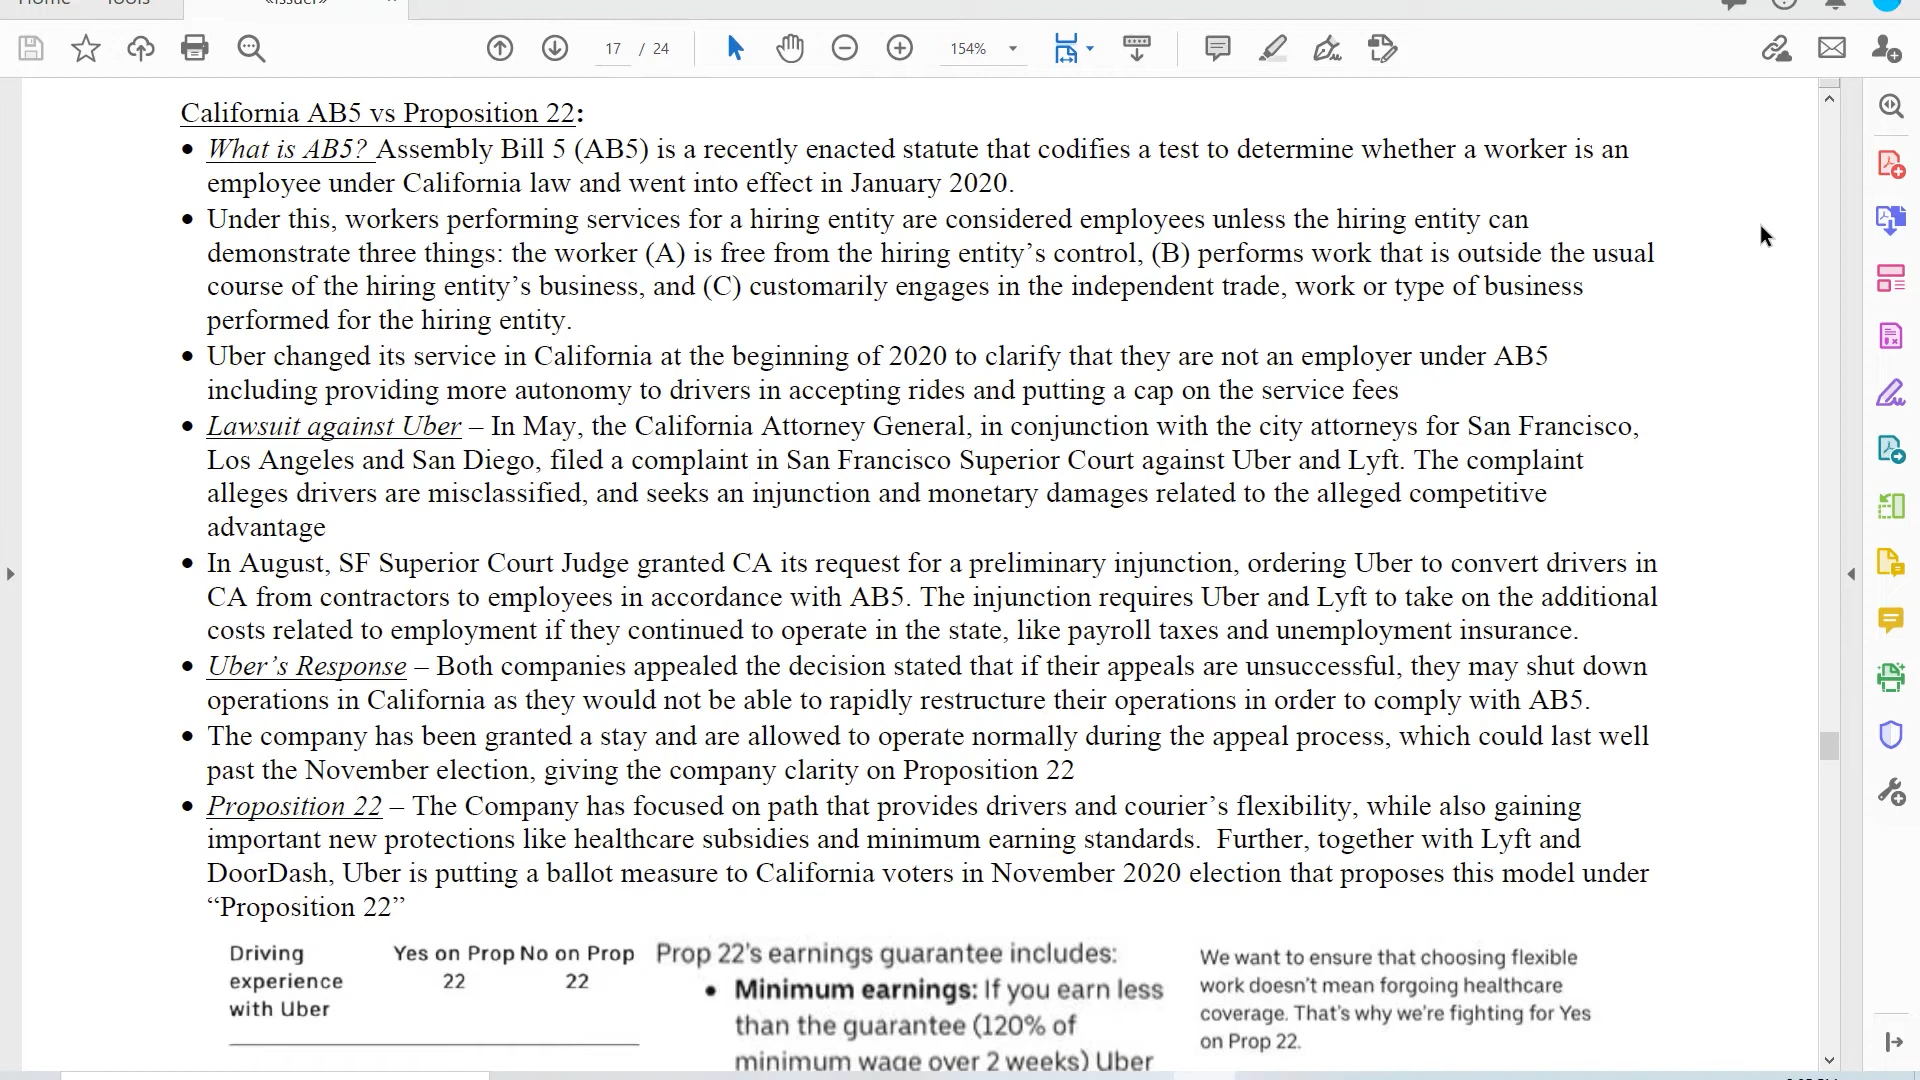 Home Tools «Issuer»
17 / 24 154%
California AB5 vs Proposition 22:
• What is AB5? Assembly Bill 5 (AB5) is a recently enacted statute that codifies a test to determine whether a worker is an
employee under California law and went into effect in January 2020.
• Under this, workers performing services for a hiring entity are considered employees unless the hiring entity can
demonstrate three things: the worker (A) is free from the hiring entity’s control, (B) performs work that is outside the usual
course of the hiring entity’s business, and (C) customarily engages in the independent trade, work or type of business
performed for the hiring entity.
• Uber changed its service in California at the beginning of 2020 to clarify that they are not an employer under AB5
including providing more autonomy to drivers in accepting rides and putting a cap on the service fees
• Lawsuit against Uber – In May, the California Attorney General, in conjunction with the city attorneys for San Francisco,
Los Angeles and San Diego, filed a complaint in San Francisco Superior Court against Uber and Lyft. The complaint
alleges drivers are misclassified, and seeks an injunction and monetary damages related to the alleged competitive
advantage
• In August, SF Superior Court Judge granted CA its request for a preliminary injunction, ordering Uber to convert drivers in
CA from contractors to employees in accordance with AB5. The injunction requires Uber and Lyft to take on the additional
costs related to employment if they continued to operate in the state, like payroll taxes and unemployment insurance.
• Uber’s Response – Both companies appealed the decision stated that if their appeals are unsuccessful, they may shut down
operations in California as they would not be able to rapidly restructure their operations in order to comply with AB5.
• The company has been granted a stay and are allowed to operate normally during the appeal process, which could last well
past the November election, giving the company clarity on Proposition 22
• Proposition 22 – The Company has focused on path that provides drivers and courier’s flexibility, while also gaining
important new protections like healthcare subsidies and minimum earning standards. Further, together with Lyft and
DoorDash, Uber is putting a ballot measure to California voters in November 2020 election that proposes this model under
“Proposition 22”
Driving
experience
with Uber
Yes on Prop
22
No on Prop
22
Prop 22's earnings guarantee includes:
• Minimum earnings: If you earn less
than the guarantee (120% of
minimum wage over 2 weeks) Uber
We want to ensure that choosing flexible
work doesn't mean forgoing healthcare
coverage. That's why we're fighting for Yes
on Prop 22.